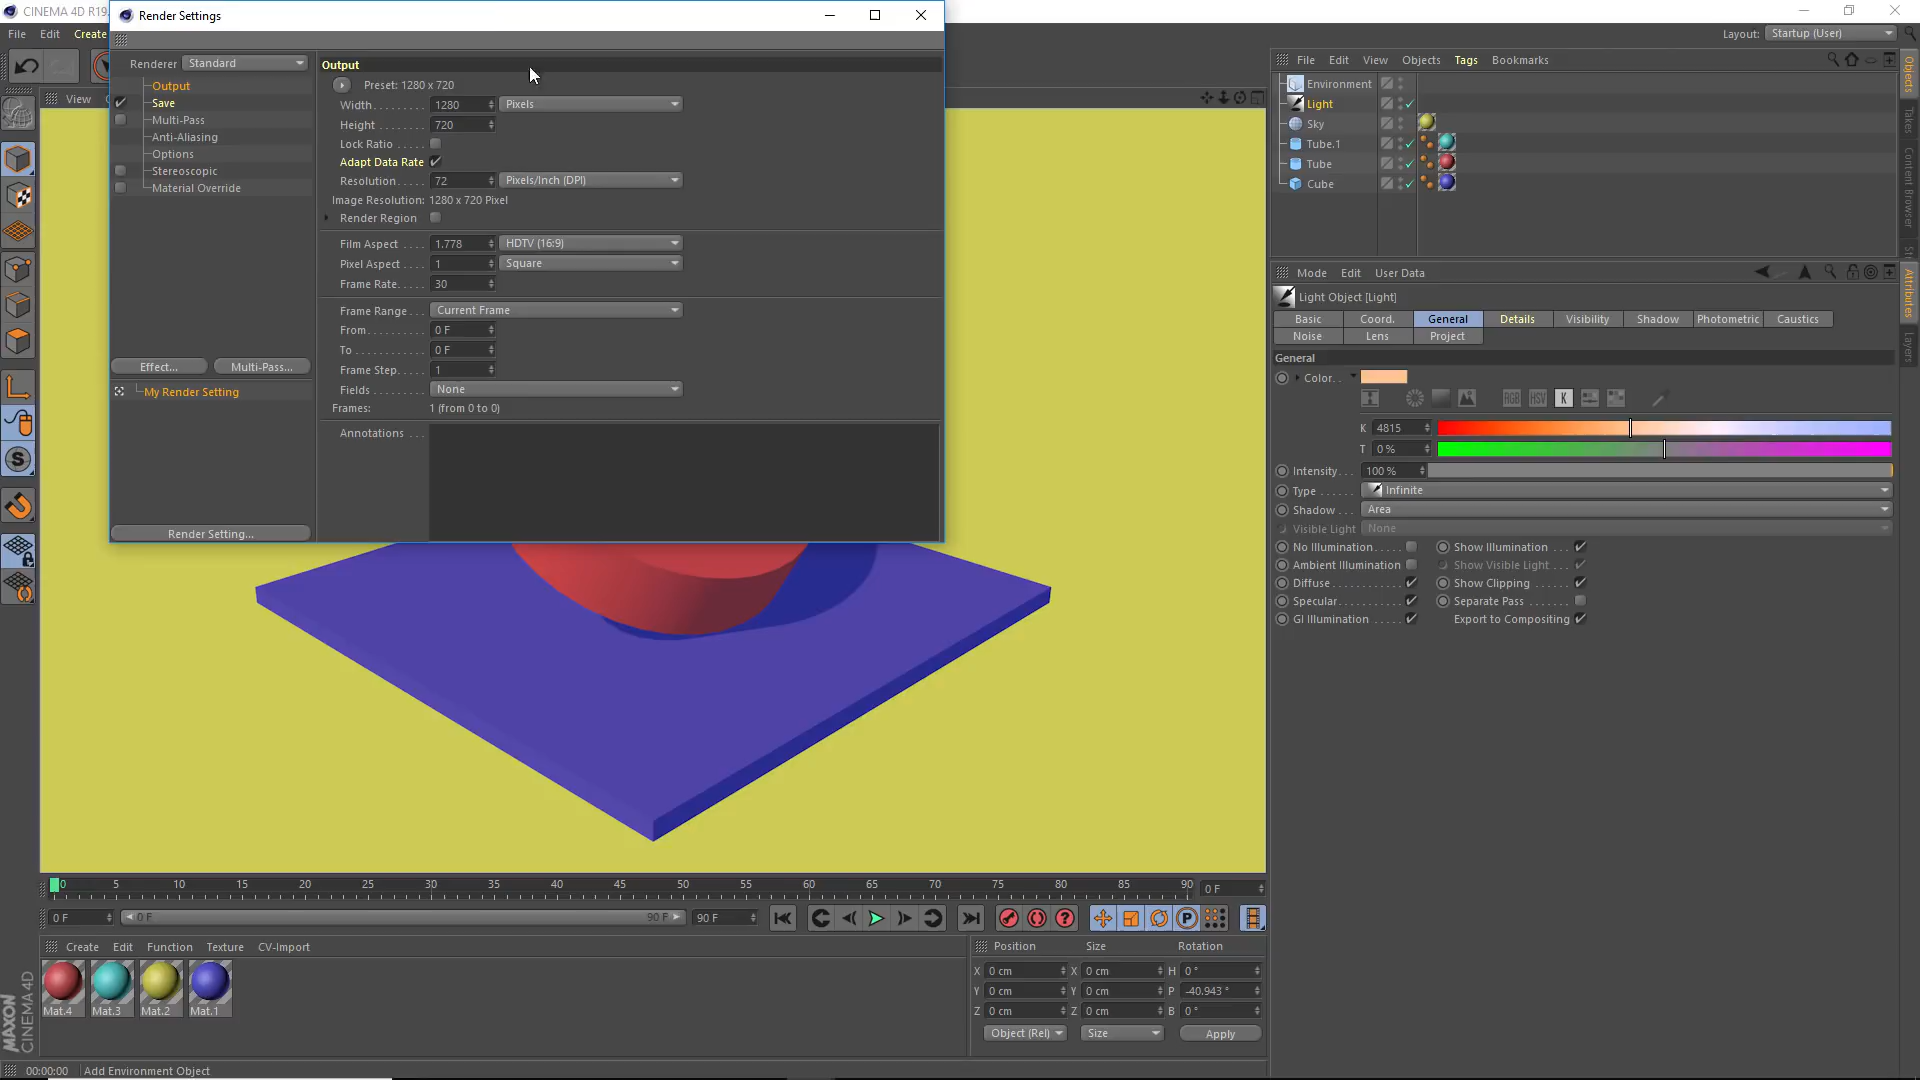 CINEMA 4D R19.
Render Settings
File Edit Create
Layout: Startup (User)
Renderer Standard
Output
Save
Multi-Pass
Anti-Aliasing
Options
Stereoscopic
Material Override
Effect... Multi-Pass...
My Render Setting
Render Setting...
View
Output
Preset: 1280 x 720
Width 1280 Pixels
Height 720
Lock Ratio
Adapt Data Rate
Resolution 72 Pixels/Inch (DPI)
Image Resolution: 1280 x 720 Pixel
Render Region
Film Aspect 1.778 HDTV (16:9)
Pixel Aspect 1 Square
Frame Rate 30
Frame Range Current Frame
From 0 F
To 0 F
Frame Step 1
Fields None
Frames: 1 (from 0 to 0)
Annotations
File Edit View Objects Tags Bookmarks
Environment
Light
Sky
Tube.1
Tube
Cube
Objects
Takes
Content Browser
Attributes
Layers
Mode Edit User Data
Light Object [Light]
Basic Coord. General Details Visibility Shadow Photometric Caustics
Noise Lens Project
General
Color
RGB HSV K
K 4815
T 0 %
Intensity 100 %
Type Infinite
Shadow Area
Visible Light None
No Illumination Show Illumination
Ambient Illumination Show Visible Light
Diffuse Show Clipping
Specular Separate Pass
GI Illumination Export to Compositing
0 5 10 15 20 25 30 35 40 45 50 55 60 65 70 75 80 85 90 0 F
0 F 0 F 90 F 90 F
P
Create Edit Function Texture CV-Import
Mat.4 Mat.3 Mat.2 Mat.1
Position Size Rotation
X 0 cm X 0 cm H 0 °
Y 0 cm Y 0 cm P -40.943 °
Z 0 cm Z 0 cm B 0 °
Object (Rel) Size Apply
MAXON
CINEMA 4D
00:00:00 Add Environment Object